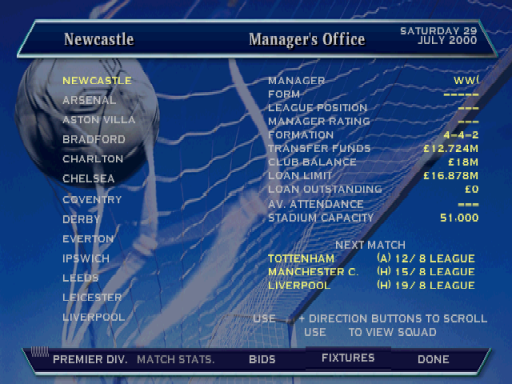 Newcastle
Manager's Office
SATURDAY 29
JULY 2000
NEWCASTLE
ARSENAL
ASTON VILLA
BRADFORD
CHARLTON
CHELSEA
COVENTRY
DERBY
EVERTON
IPSWICH
LEEDS
LEICESTER
LIVERPOOL
MANAGER WW(
FORM -----
LEAGUE POSITION ---
MANAGER RATING ---
FORMATION 4-4-2
TRANSFER FUNDS £12.724M
CLUB BALANCE £18M
LOAN LIMIT £16.878M
LOAN OUTSTANDING £0
AV. ATTENDANCE ---
STADIUM CAPACITY 51,000
NEXT MATCH
TOTTENHAM (A) 12/ 8 LEAGUE
MANCHESTER C. (H) 15/ 8 LEAGUE
LIVERPOOL (H) 19/ 8 LEAGUE
USE + DIRECTION BUTTONS TO SCROLL
USE TO VIEW SQUAD
PREMIER DIV. MATCH STATS. BIDS FIXTURES DONE